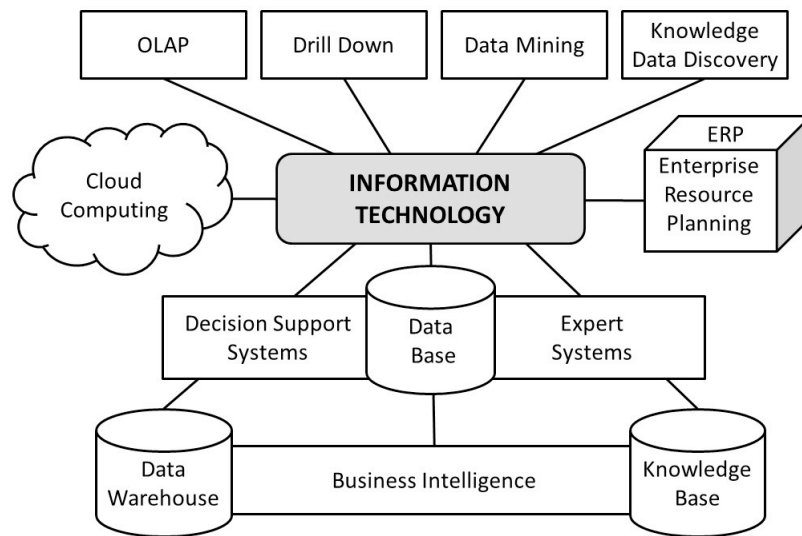 OLAP
Drill Down
Data Mining
Knowledge
Data Discovery
Cloud
Computing
INFORMATION
TECHNOLOGY
ERP
Enterprise
Resource
Planning
Decision Support
Systems
Data
Base
Expert
Systems
Data
Warehouse
Business Intelligence
Knowledge
Base